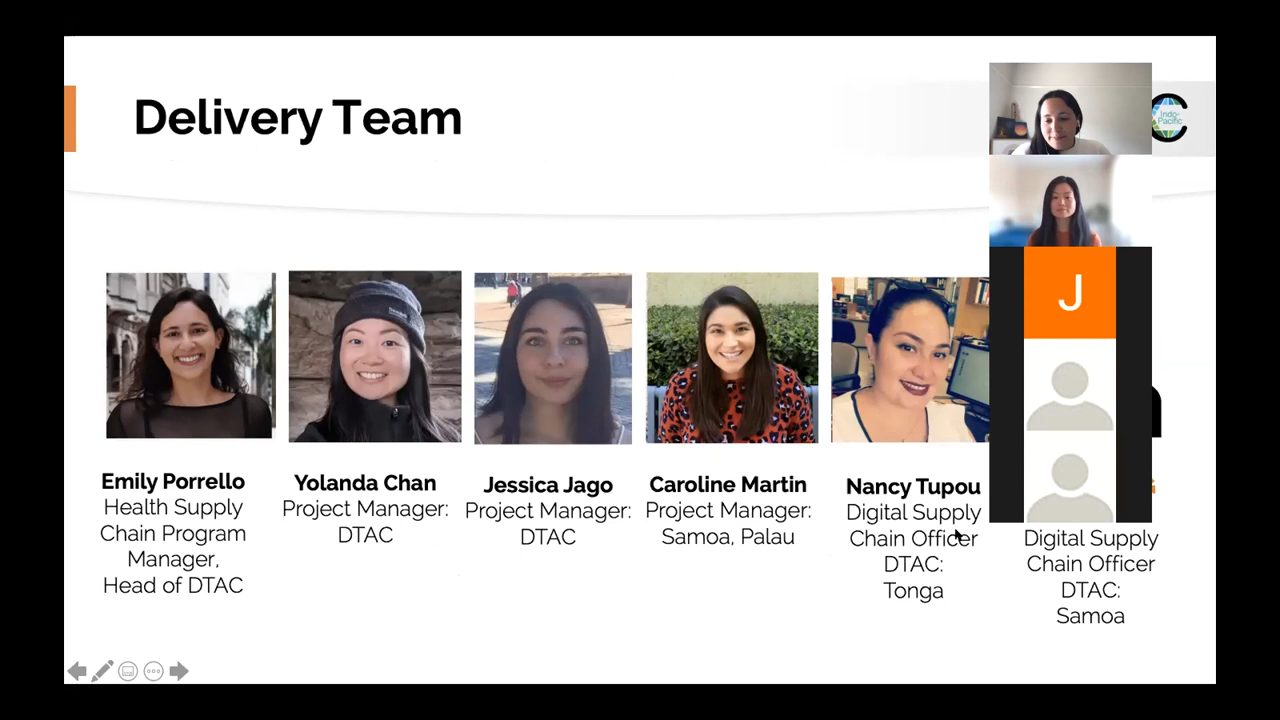 Delivery Team
Indo-
Pacific
J
Emily Porrello
Health Supply
Chain Program
Manager,
Head of DTAC
Yolanda Chan
Project Manager:
DTAC
Jessica Jago
Project Manager:
DTAC
Caroline Martin
Project Manager:
Samoa, Palau
Nancy Tupou
Digital Supply
Chain Officer
DTAC:
Tonga
Digital Supply
Chain Officer
DTAC:
Samoa